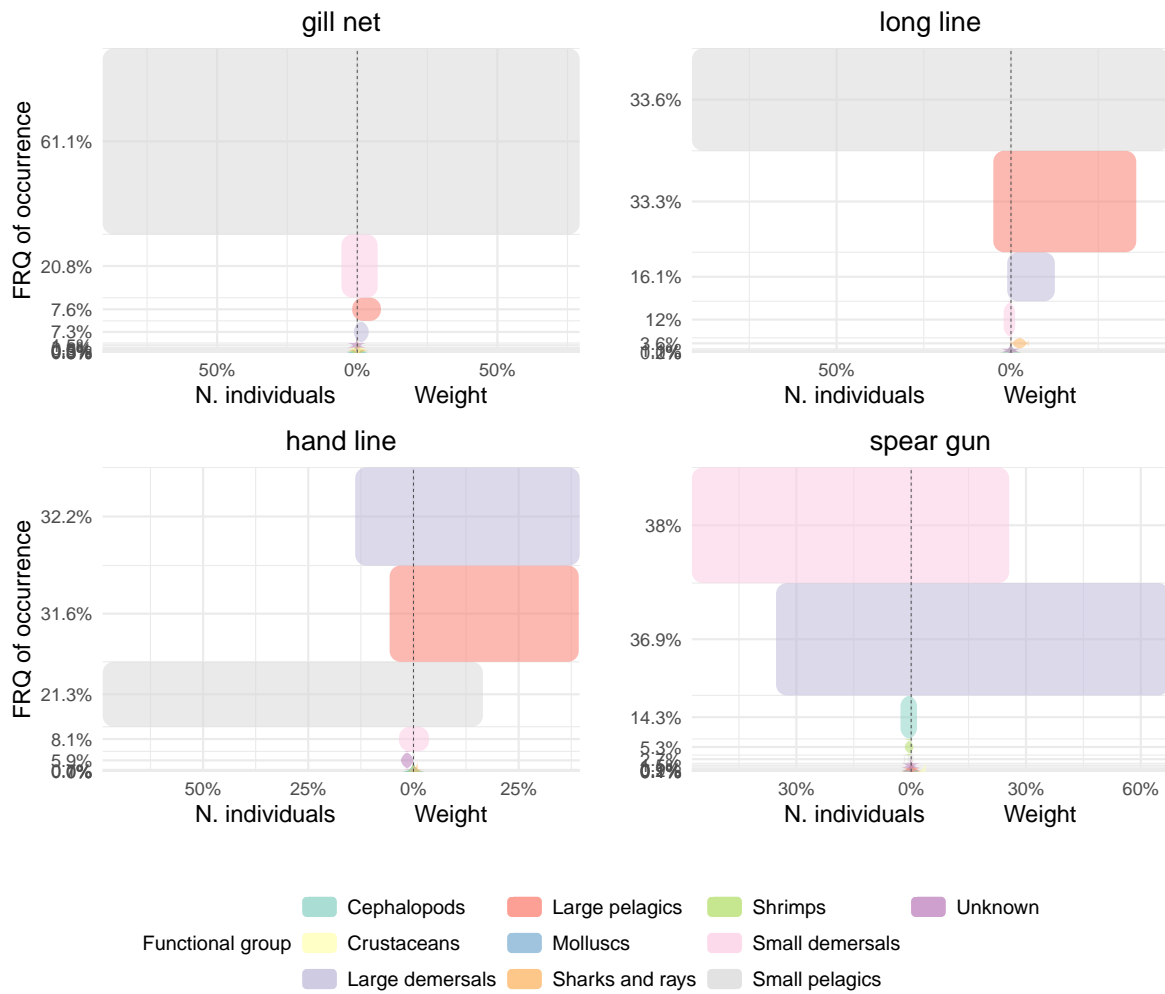 gill net
long line
FRQ of occurrence
61.1%
20.8%
7.6%
7.3%
33.6%
33.3%
16.1%
12%
3.6%
50%
0%
50%
50%
0%
N. individuals
Weight
N. individuals
Weight
hand line
spear gun
FRQ of occurrence
32.2%
31.6%
21.3%
8.1%
5.9%
38%
36.9%
14.3%
5.3%
50%
25%
0%
25%
30%
0%
30%
60%
N. individuals
Weight
N. individuals
Weight
Functional group
Cephalopods
Large pelagics
Shrimps
Unknown
Crustaceans
Molluscs
Small demersals
Large demersals
Sharks and rays
Small pelagics